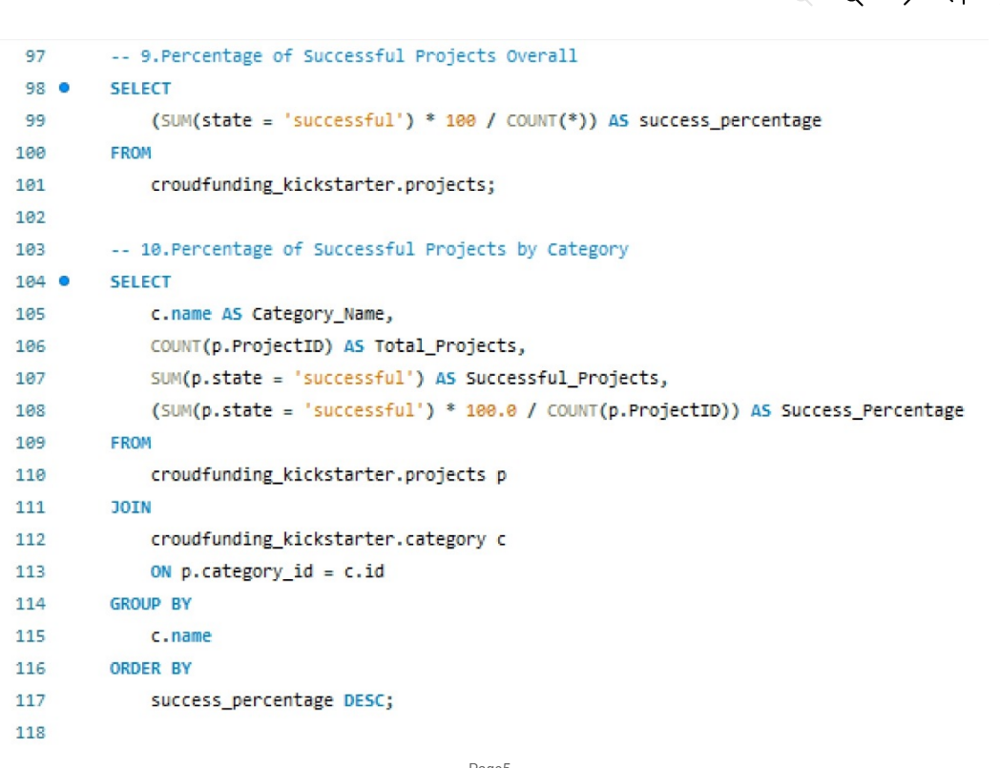 97 -- 9.Percentage of Successful Projects Overall
98 SELECT
99 (SUM(state = 'successful') * 100 / COUNT(*)) AS success_percentage
100 FROM
101 croudfunding_kickstarter.projects;
102
103 -- 10.Percentage of Successful Projects by Category
104 SELECT
105 c.name AS Category_Name,
106 COUNT(p.ProjectID) AS Total_Projects,
107 SUM(p.state = 'successful') AS Successful_Projects,
108 (SUM(p.state = 'successful') * 100.0 / COUNT(p.ProjectID)) AS Success_Percentage
109 FROM
110 croudfunding_kickstarter.projects p
111 JOIN
112 croudfunding_kickstarter.category c
113 ON p.category_id = c.id
114 GROUP BY
115 c.name
116 ORDER BY
117 success_percentage DESC;
118
Page5